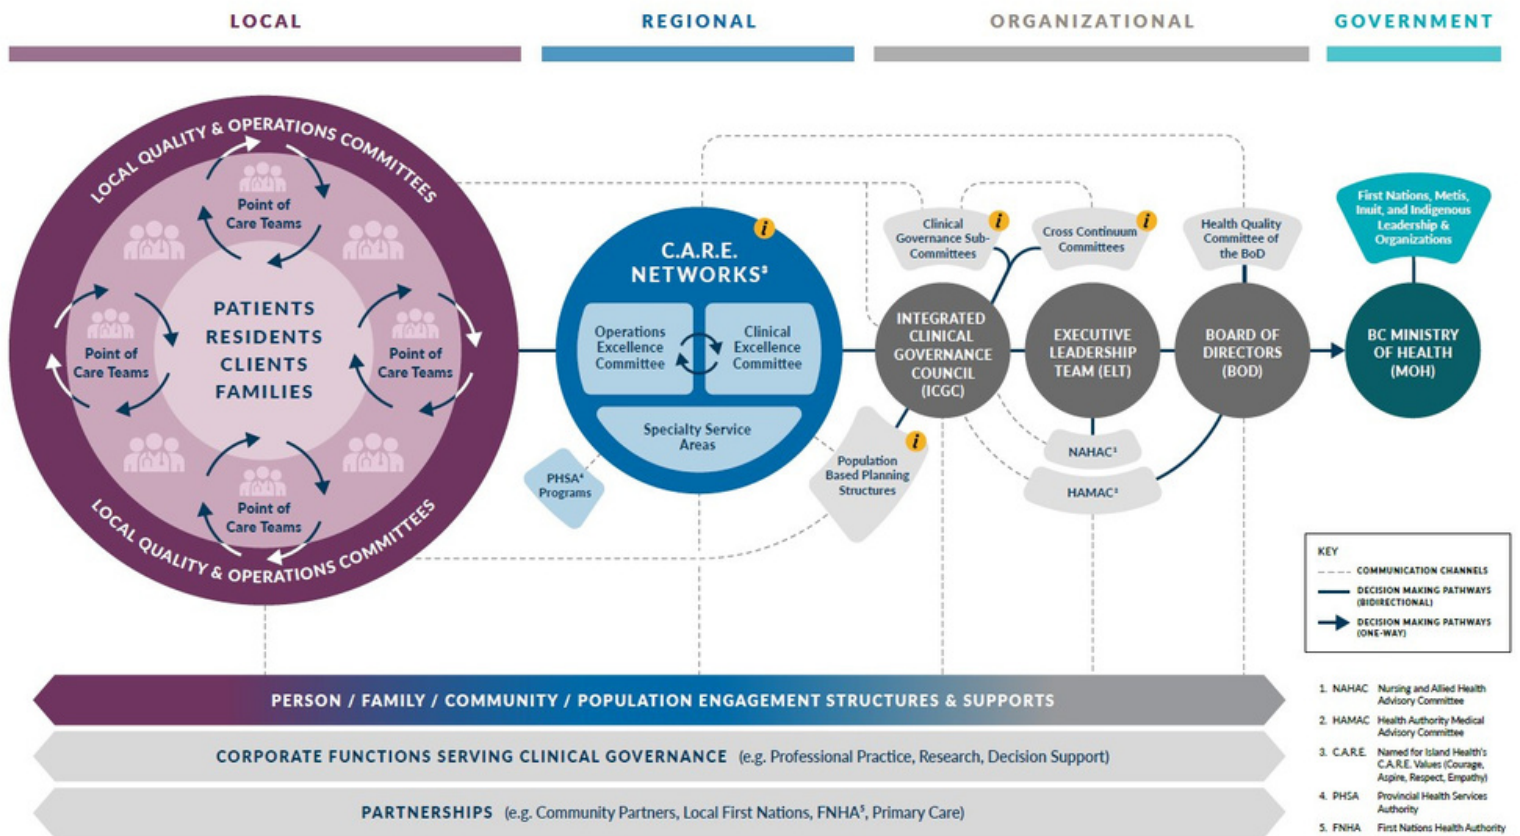 LOCAL
REGIONAL
ORGANIZATIONAL
GOVERNMENT
LOCAL QUALITY & OPERATIONS COMMITTEES
Point of
Care Teams
Point of
Care Teams
PATIENTS
RESIDENTS
CLIENTS
FAMILIES
Point of
Care Teams
Point of
Care Teams
LOCAL QUALITY & OPERATIONS COMMITTEES
C.A.R.E.
NETWORKS³
i
Operations
Excellence
Committee
Clinical
Excellence
Committee
Specialty Service
Areas
PHSA⁴
Programs
Population
Based Planning
Structures
i
Clinical
Governance Sub-
Committees
i
Cross Continuum
Committees
i
Health Quality
Committee of
the BoD
First Nations, Metis,
Inuit, and Indigenous
Leadership &
Organizations
INTEGRATED
CLINICAL
GOVERNANCE
COUNCIL
(ICGC)
EXECUTIVE
LEADERSHIP
TEAM (ELT)
BOARD OF
DIRECTORS
(BOD)
BC MINISTRY
OF HEALTH
(MOH)
NAHAC¹
HAMAC²
KEY
COMMUNICATION CHANNELS
DECISION MAKING PATHWAYS
(BIDIRECTIONAL)
DECISION MAKING PATHWAYS
(ONE-WAY)
PERSON / FAMILY / COMMUNITY / POPULATION ENGAGEMENT STRUCTURES & SUPPORTS
CORPORATE FUNCTIONS SERVING CLINICAL GOVERNANCE (e.g. Professional Practice, Research, Decision Support)
PARTNERSHIPS (e.g. Community Partners, Local First Nations, FNHA⁵, Primary Care)
1. NAHAC Nursing and Allied Health
Advisory Committee
2. HAMAC Health Authority Medical
Advisory Committee
3. C.A.R.E. Named for Island Health's
C.A.R.E. Values (Courage,
Aspire, Respect, Empathy)
4. PHSA Provincial Health Services
Authority
5. FNHA First Nations Health Authority